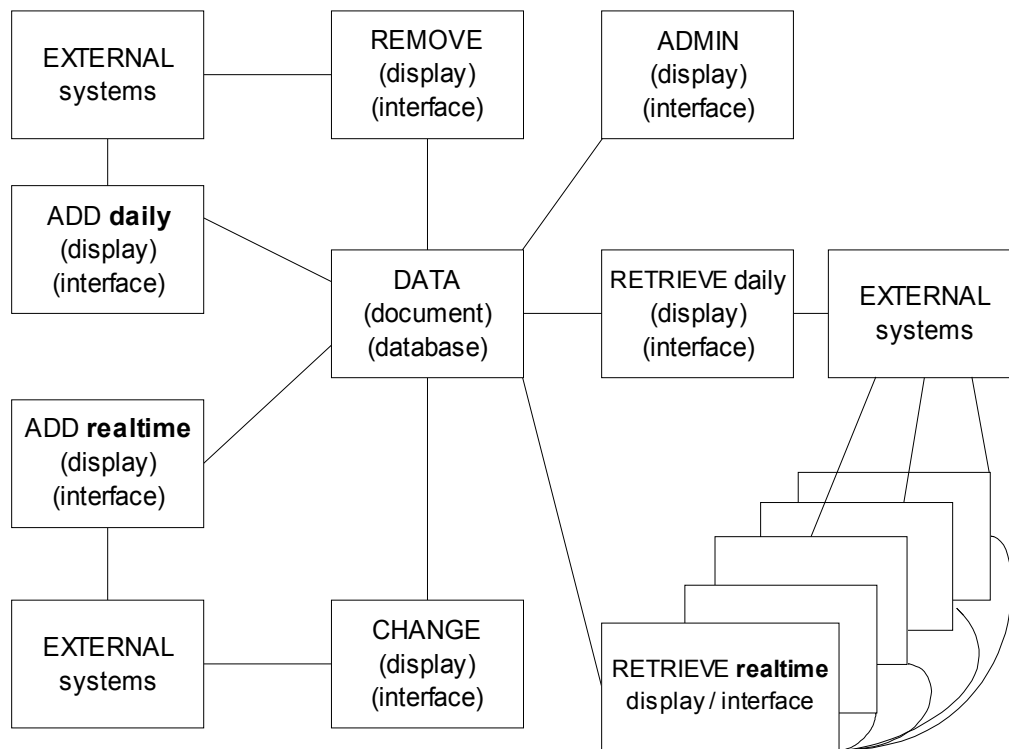 EXTERNAL
systems
REMOVE
(display)
(interface)
ADMIN
(display)
(interface)
ADD daily
(display)
(interface)
DATA
(document)
(database)
RETRIEVE daily
(display)
(interface)
EXTERNAL
systems
ADD realtime
(display)
(interface)
EXTERNAL
systems
CHANGE
(display)
(interface)
RETRIEVE realtime
display / interface